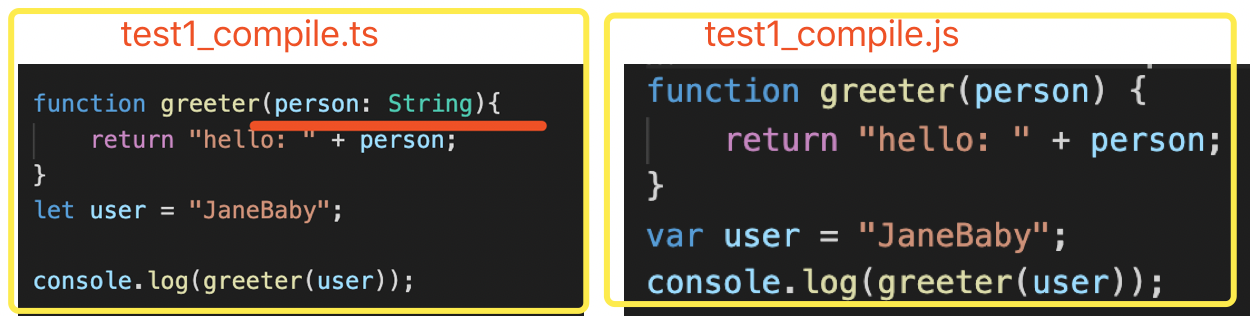 test1_compile.ts
function greeter(person: String){
    return "hello: " + person;
}
let user = "JaneBaby";
console.log(greeter(user));
test1_compile.js
function greeter(person) {
    return "hello: " + person;
}
var user = "JaneBaby";
console.log(greeter(user));